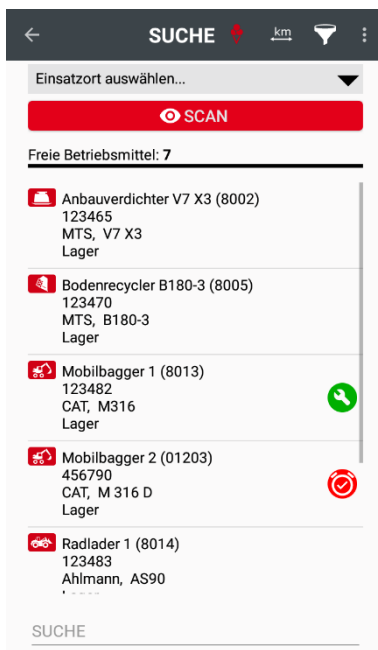 SUCHE
km
Einsatzort auswählen...
SCAN
Freie Betriebsmittel: 7
Anbauverdichter V7 X3 (8002)
123465
MTS, V7 X3
Lager
Bodenrecycler B180-3 (8005)
123470
MTS, B180-3
Lager
Mobilbagger 1 (8013)
123482
CAT, M316
Lager
Mobilbagger 2 (01203)
456790
CAT, M 316 D
Lager
Radlader 1 (8014)
123483
Ahlmann, AS90
SUCHE